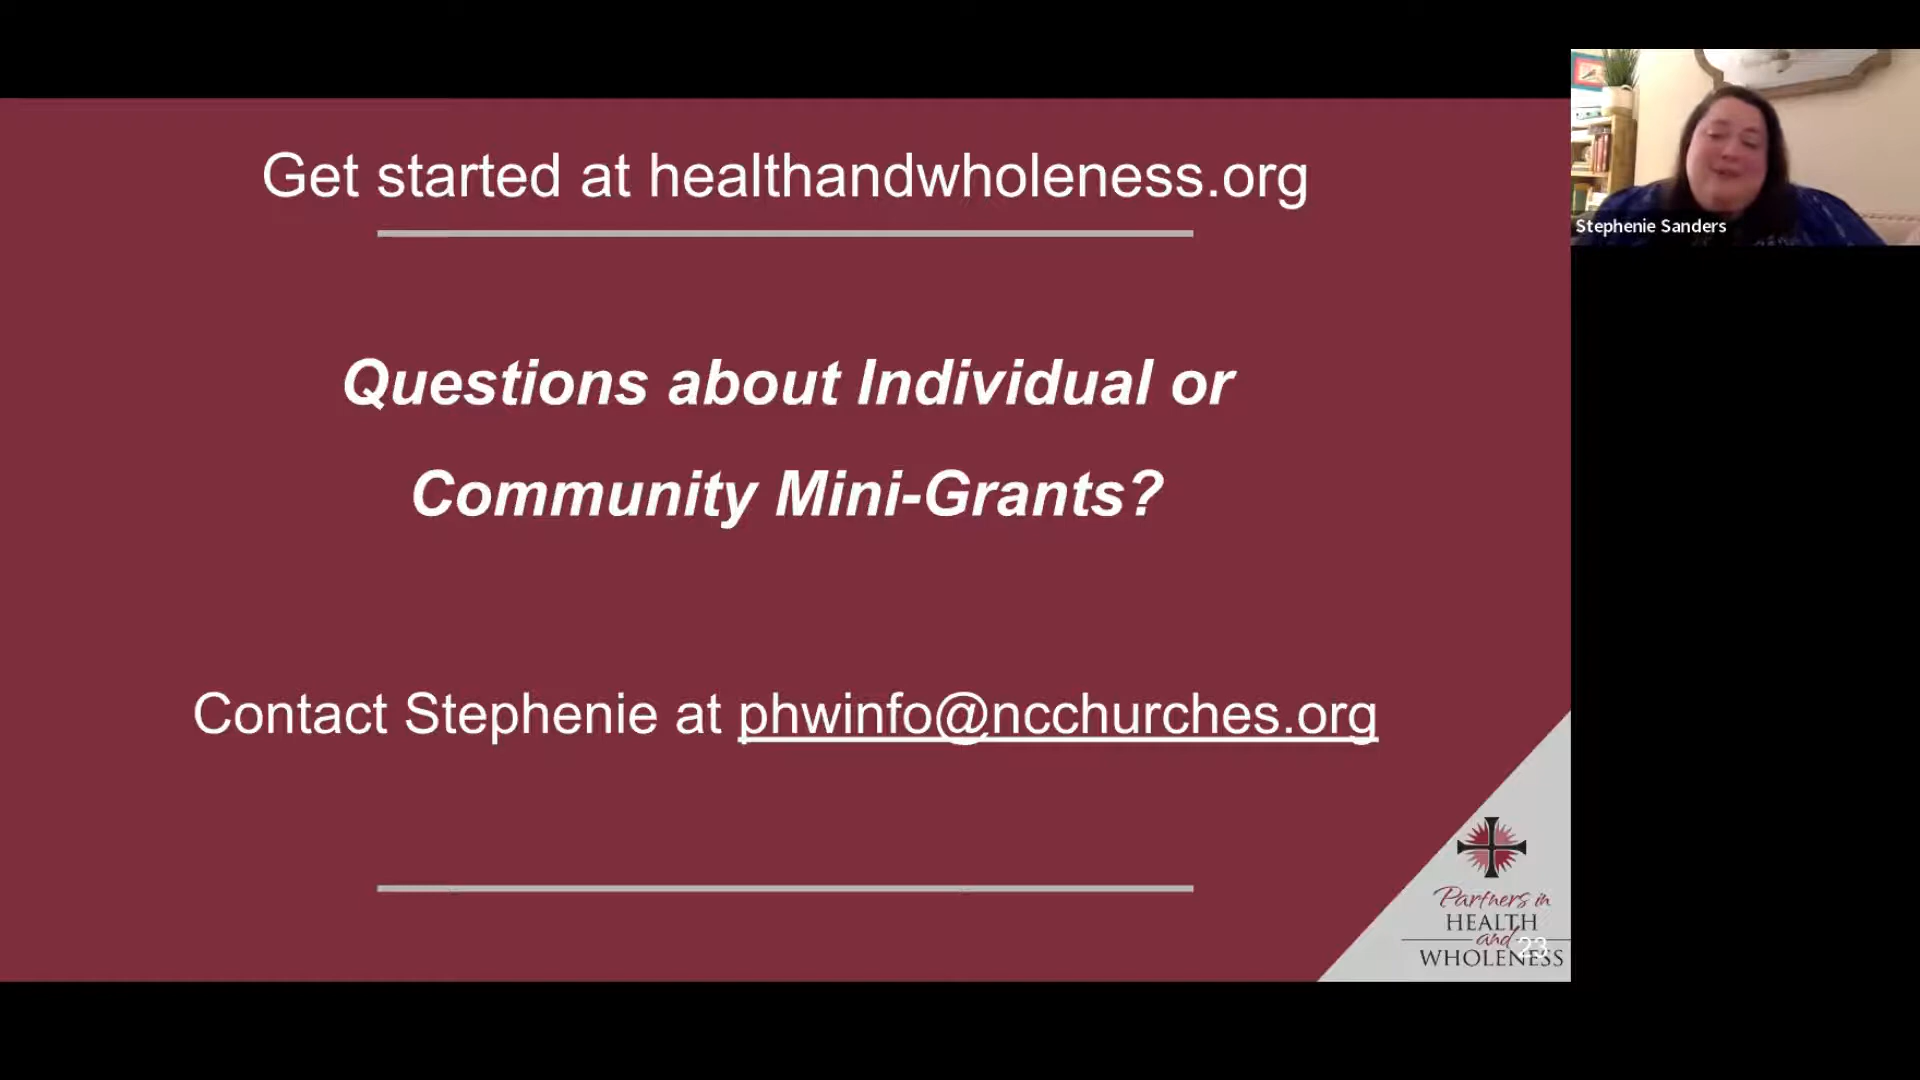 Get started at healthandwholeness.org
Stephenie Sanders
Questions about Individual or
Community Mini-Grants?
Contact Stephenie at phwinfo@ncchurches.org
Partners in
HEALTH
and
WHOLENESS
23